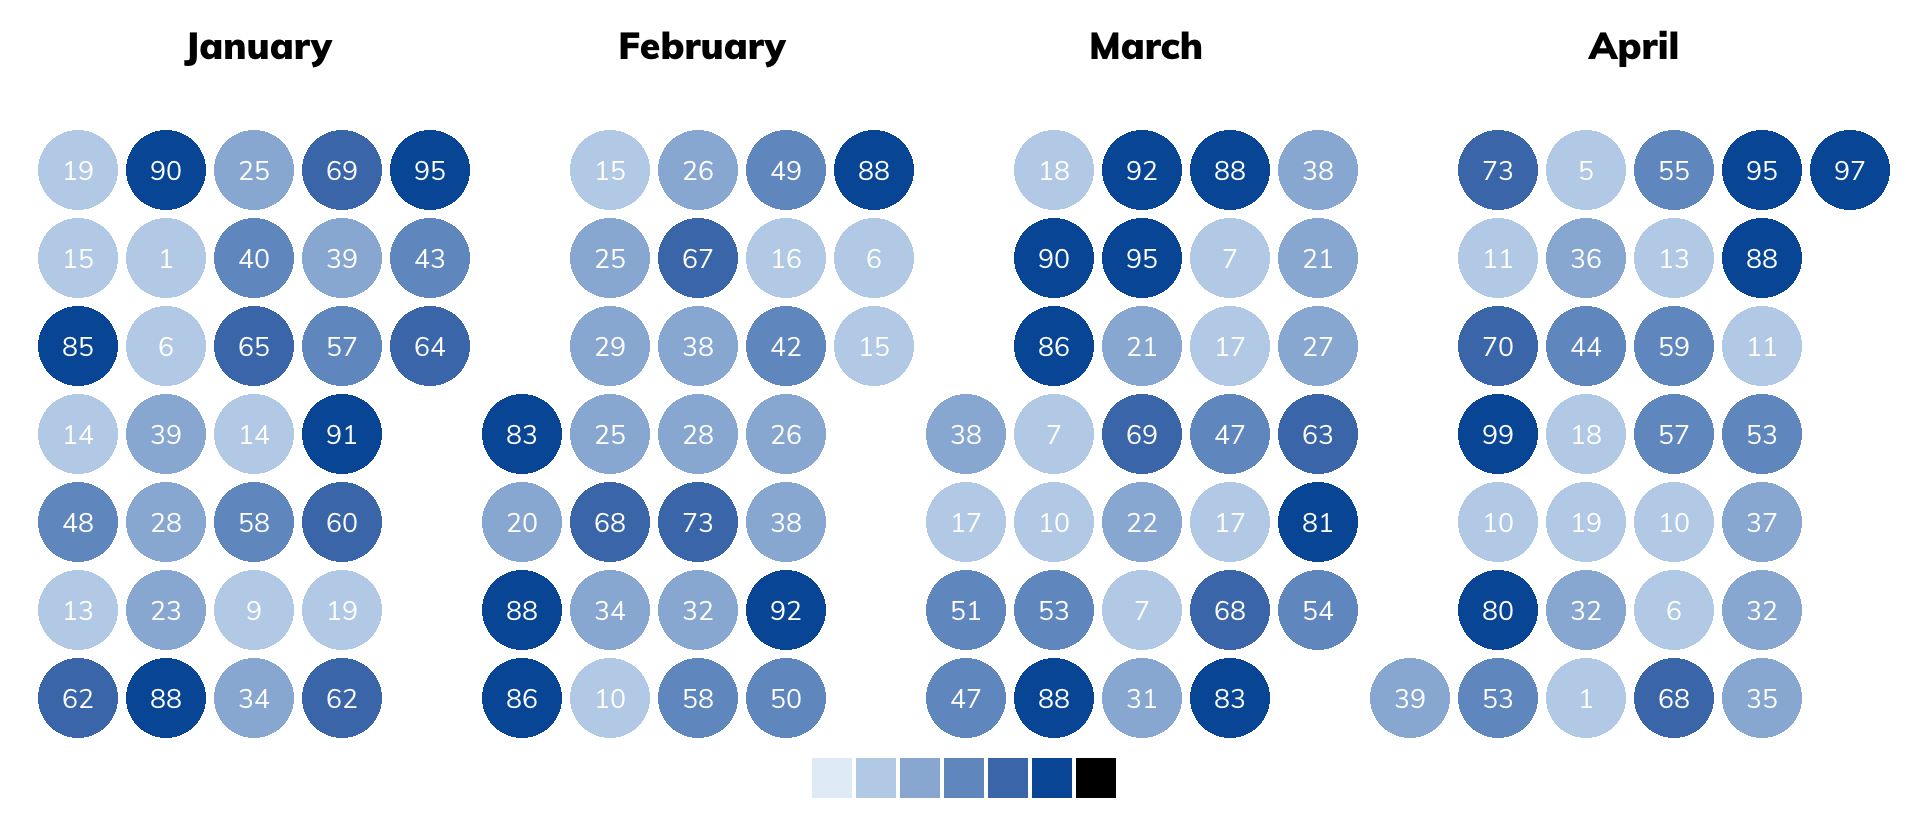 January February March April
19 90 25 69 95 15 26 49 88 18 92 88 38 73 5 55 95 97
15 1 40 39 43 25 67 16 6 90 95 7 21 11 36 13 88
85 6 65 57 64 29 38 42 15 86 21 17 27 70 44 59 11
14 39 14 91 83 25 28 26 38 7 69 47 63 99 18 57 53
48 28 58 60 20 68 73 38 17 10 22 17 81 10 19 10 37
13 23 9 19 88 34 32 92 51 53 7 68 54 80 32 6 32
62 88 34 62 86 10 58 50 47 88 31 83 39 53 1 68 35